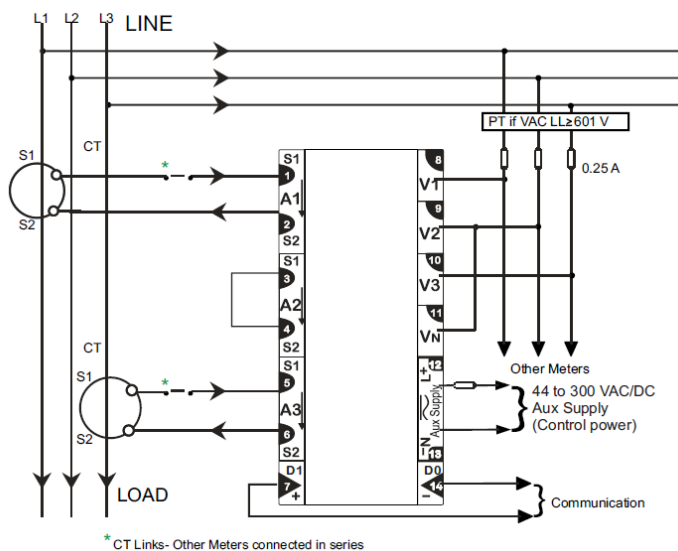 L1 L2 L3 LINE
PT if VAC LL≥601 V
0.25 A
CT
S1
S2
*
S1
1
A1
2
S2
S1
3
A2
4
S2
CT
S1
S2
*
S1
5
A3
6
S2
D1
7
+
8
V1
9
V2
10
V3
11
VN
12
L+
Aux Supply
N
13
D0
14
−
Other Meters
44 to 300 VAC/DC
Aux Supply
(Control power)
Communication
LOAD
* CT Links- Other Meters connected in series